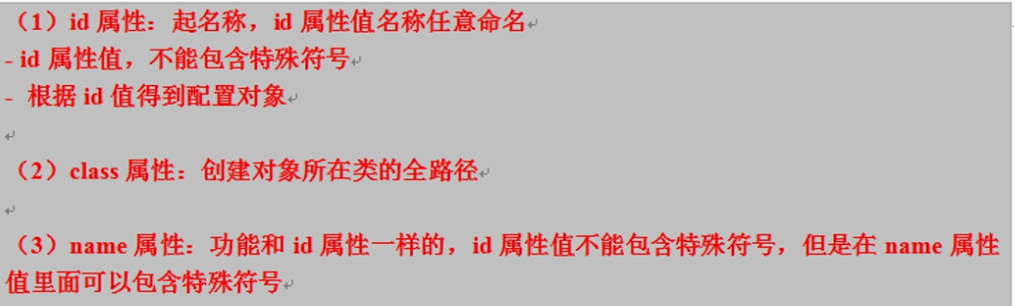 （1）id 属性：起名称，id 属性值名称任意命名
- id 属性值，不能包含特殊符号
- 根据 id 值得到配置对象
（2）class 属性：创建对象所在类的全路径
（3）name 属性：功能和 id 属性一样的，id 属性值不能包含特殊符号，但是在 name 属性
值里面可以包含特殊符号